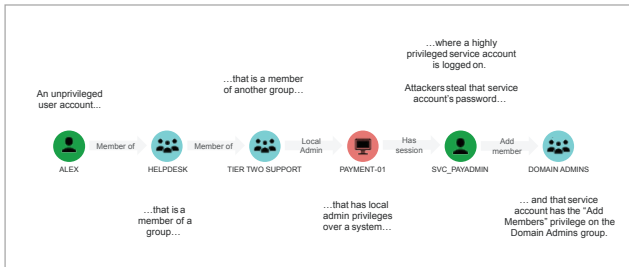 An unprivileged
user account...
…that is a member
of another group…
…where a highly
privileged service account
is logged on.
Attackers steal that service
account's password…
Member of
Member of
Local
Admin
Has
session
Add
member
ALEX
HELPDESK
TIER TWO SUPPORT
PAYMENT-01
SVC_PAYADMIN
DOMAIN ADMINS
…that is a
member of a
group…
…that has local
admin privileges
over a system…
… and that service
account has the “Add
Members” privilege on the
Domain Admins group.